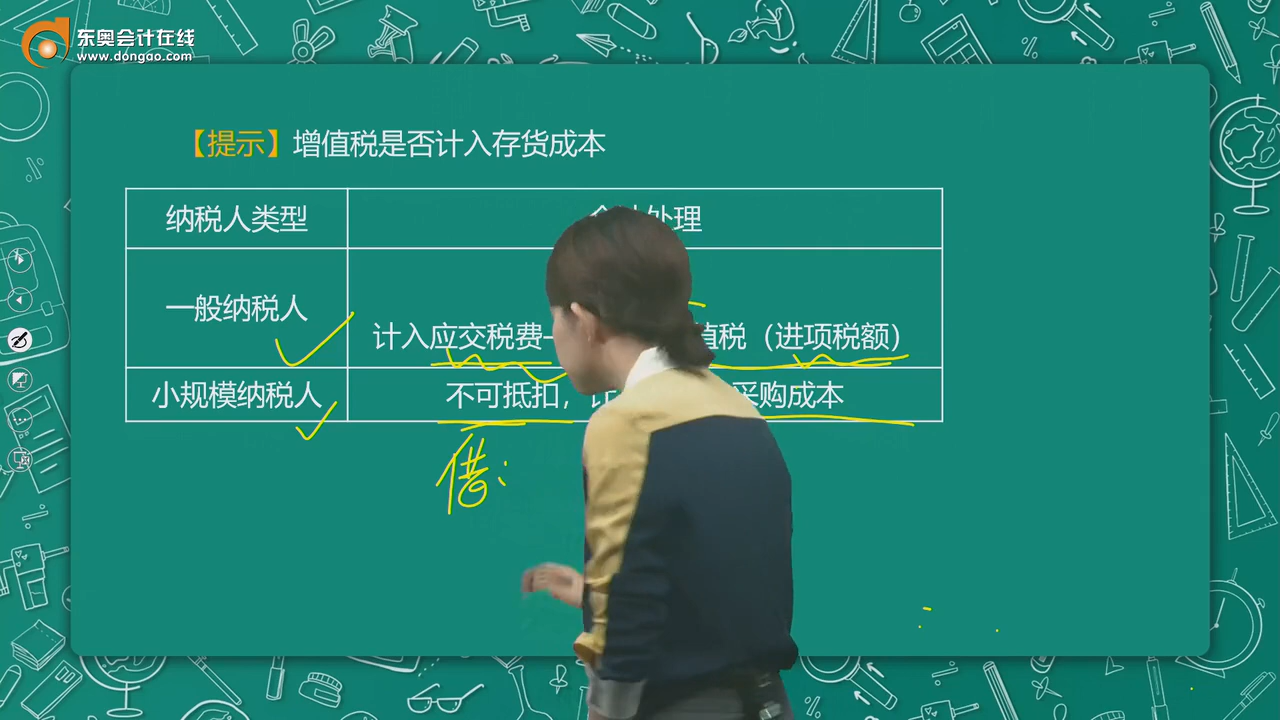 东奥会计在线
www.dongao.com
【提示】增值税是否计入存货成本
纳税人类型
处理
一般纳税人
计入应交税费
值税（进项税额）
小规模纳税人
不可抵扣，
采购成本
借: